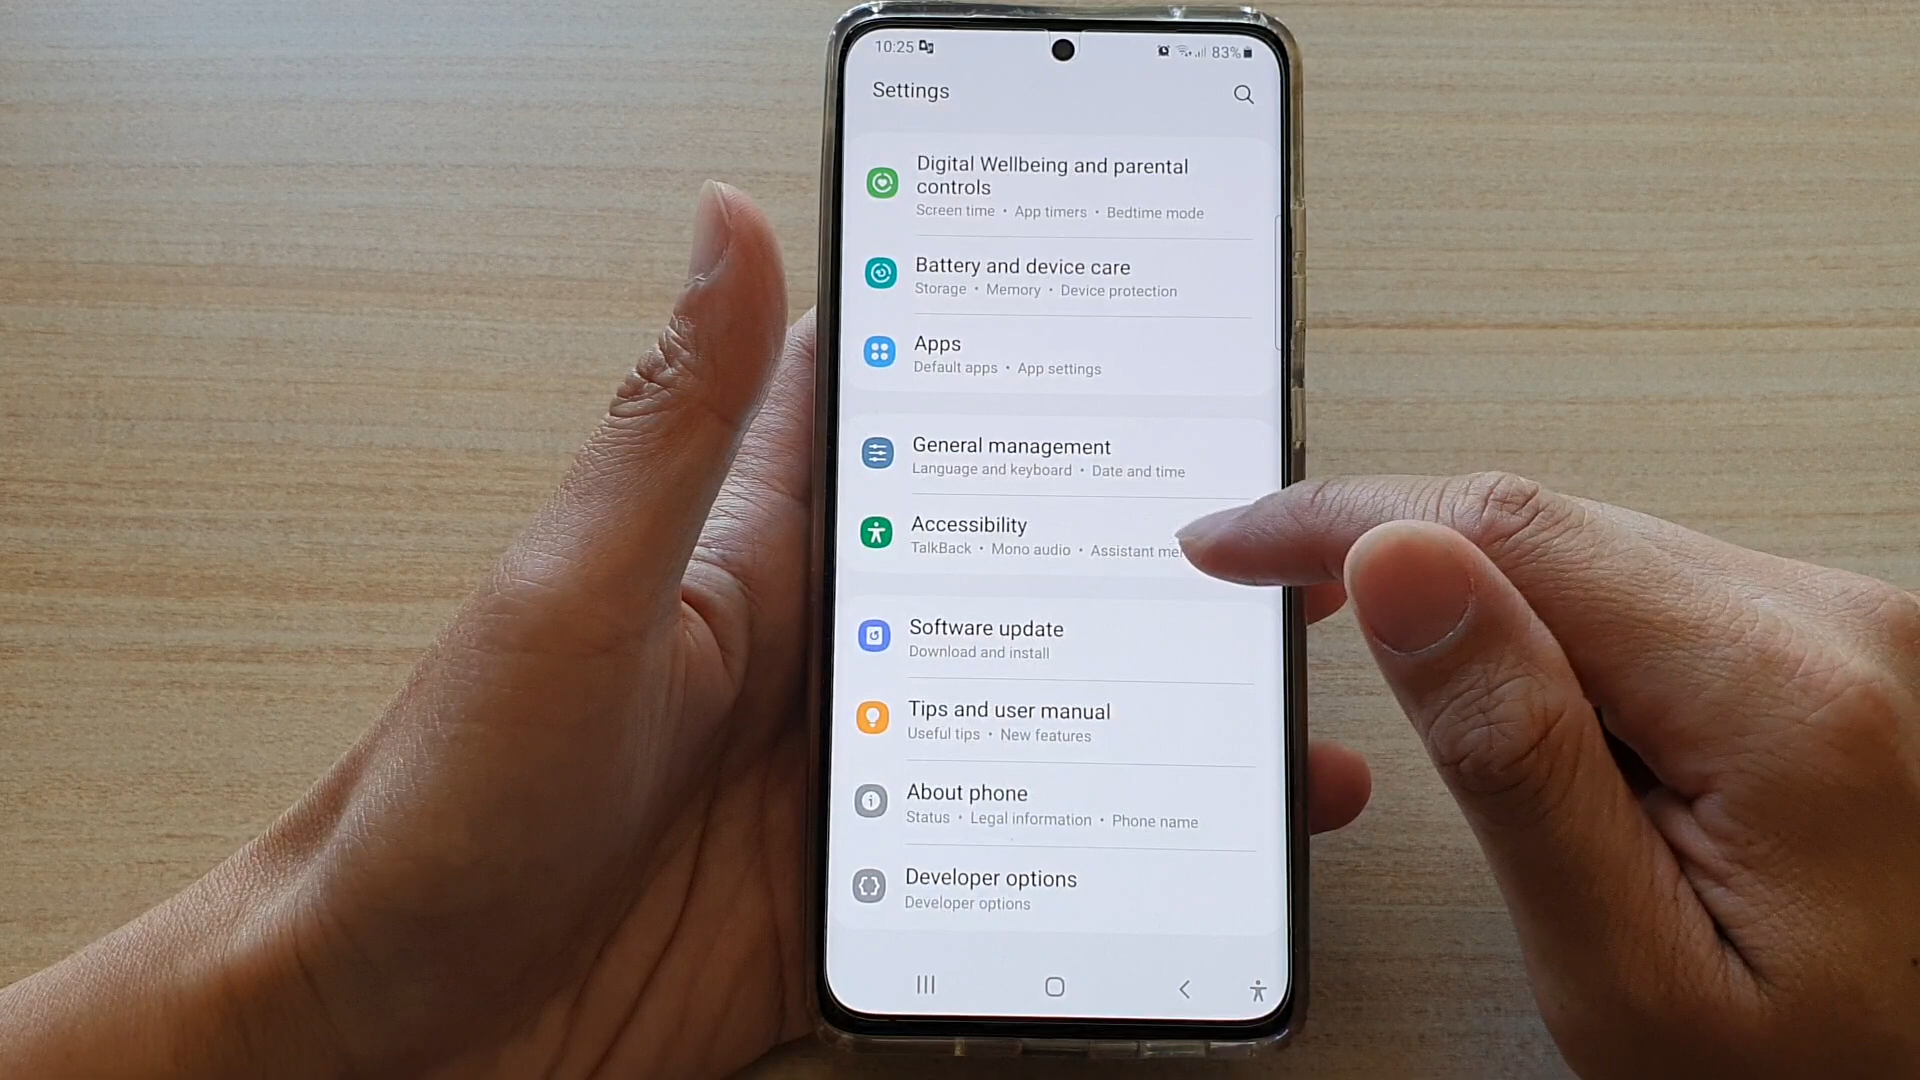 10:25
83%
Settings
Digital Wellbeing and parental
controls
Screen time • App timers • Bedtime mode
Battery and device care
Storage • Memory • Device protection
Apps
Default apps • App settings
General management
Language and keyboard • Date and time
Accessibility
TalkBack • Mono audio • Assistant me
Software update
Download and install
Tips and user manual
Useful tips • New features
About phone
Status • Legal information • Phone name
Developer options
Developer options